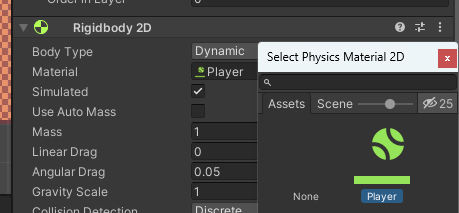 Order in Layer 0
Rigidbody 2D
Body Type Dynamic
Select Physics Material 2D x
Material Player
Simulated
Assets Scene 25
Use Auto Mass
Mass 1
Linear Drag 0
Angular Drag 0.05
Gravity Scale 1
None Player
Collision Detection Discrete